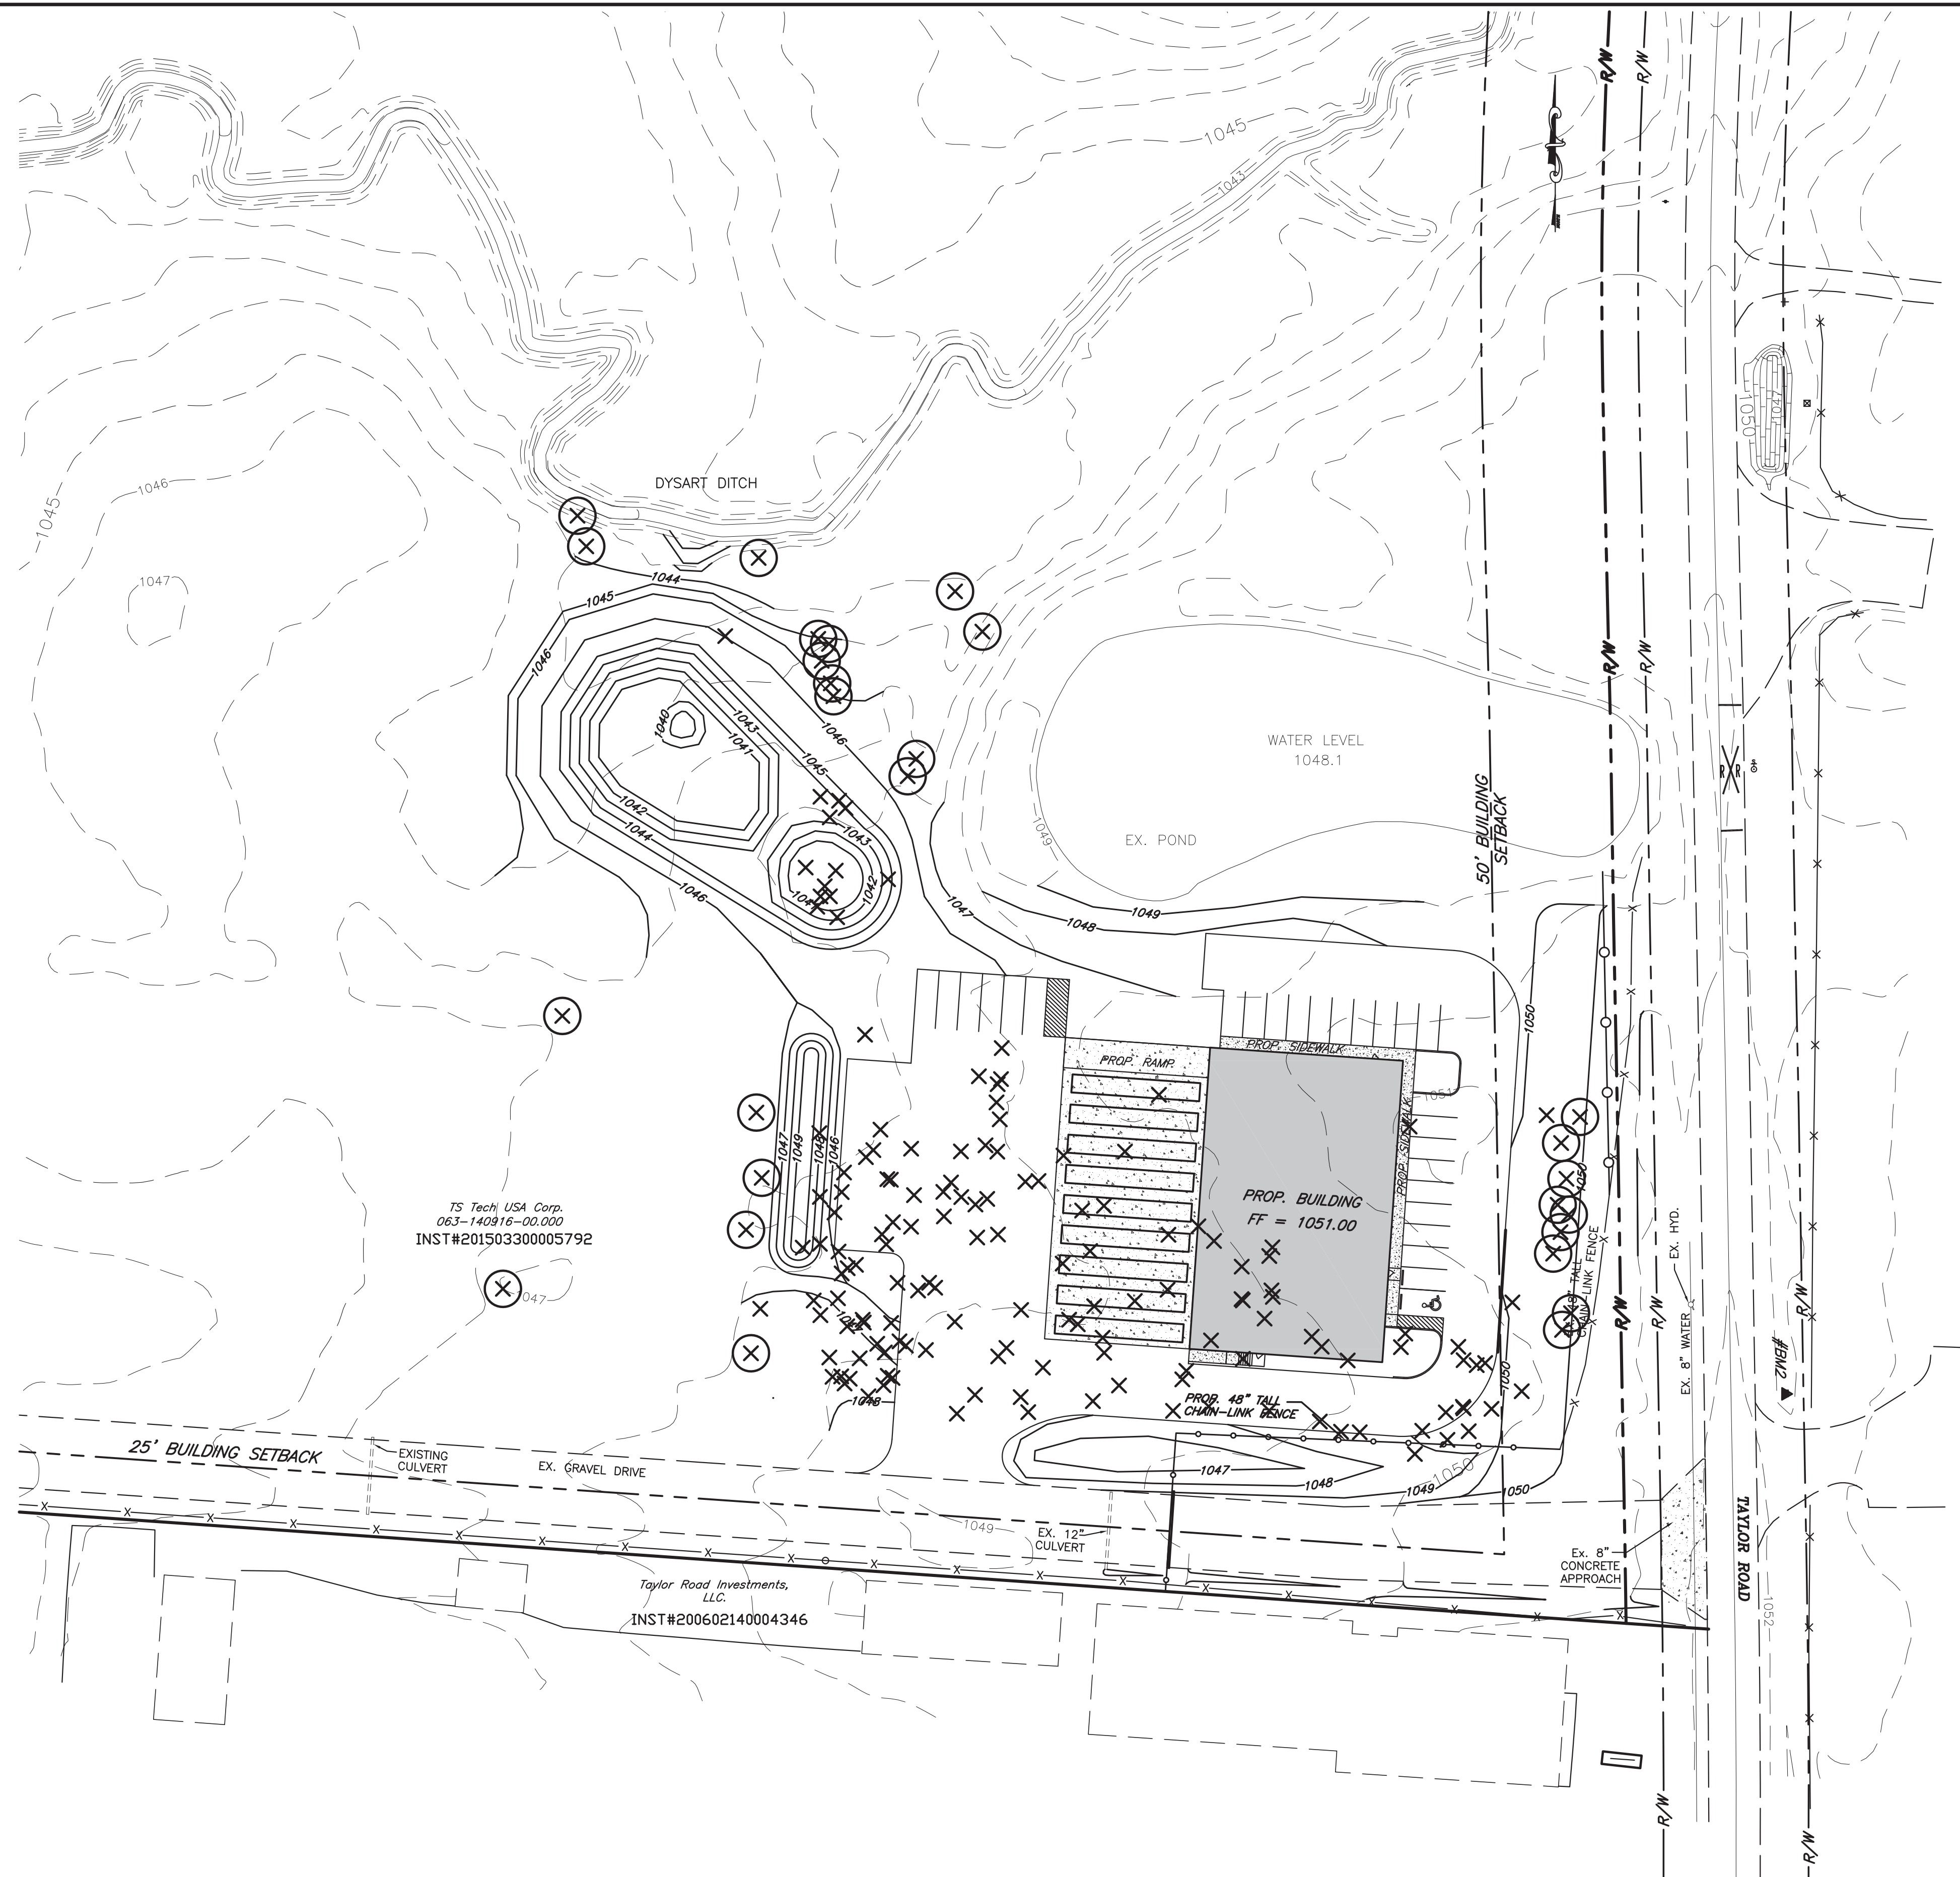 R/W
R/W
1045
1043
1050
1047
DYSART DITCH
1046
1045
1047
1044
1045
1046
R/W
R/W
1040
1043
1041
1046
1045
WATER LEVEL
1048.1
R R
50' BUILDING
SETBACK
1042
1044
1043
1049
EX. POND
1046
1042
1047
1049
1048
1050
PROP. SIDEWALK
PROP. RAMP
1051
PROP. SIDEWALK
1047
1049
1048
1046
1050
PROP. BUILDING
FF = 1051.00
TS Tech USA Corp.
063-140916-00.000
INST#201503300005792
1047
EX. 48" TALL
CHAIN-LINK FENCE
EX. HYD.
EX. 8" WATER
R/W
R/W
R/W
#BM2
1050
1048
PROP. 48" TALL
CHAIN-LINK FENCE
25' BUILDING SETBACK
EXISTING
CULVERT
EX. GRAVEL DRIVE
1047
1048
1050
1049
1050
1049
EX. 12"
CULVERT
Ex. 8"
CONCRETE
APPROACH
TAYLOR ROAD
1052
Taylor Road Investments,
LLC.
INST#200602140004346
R/W
R/W